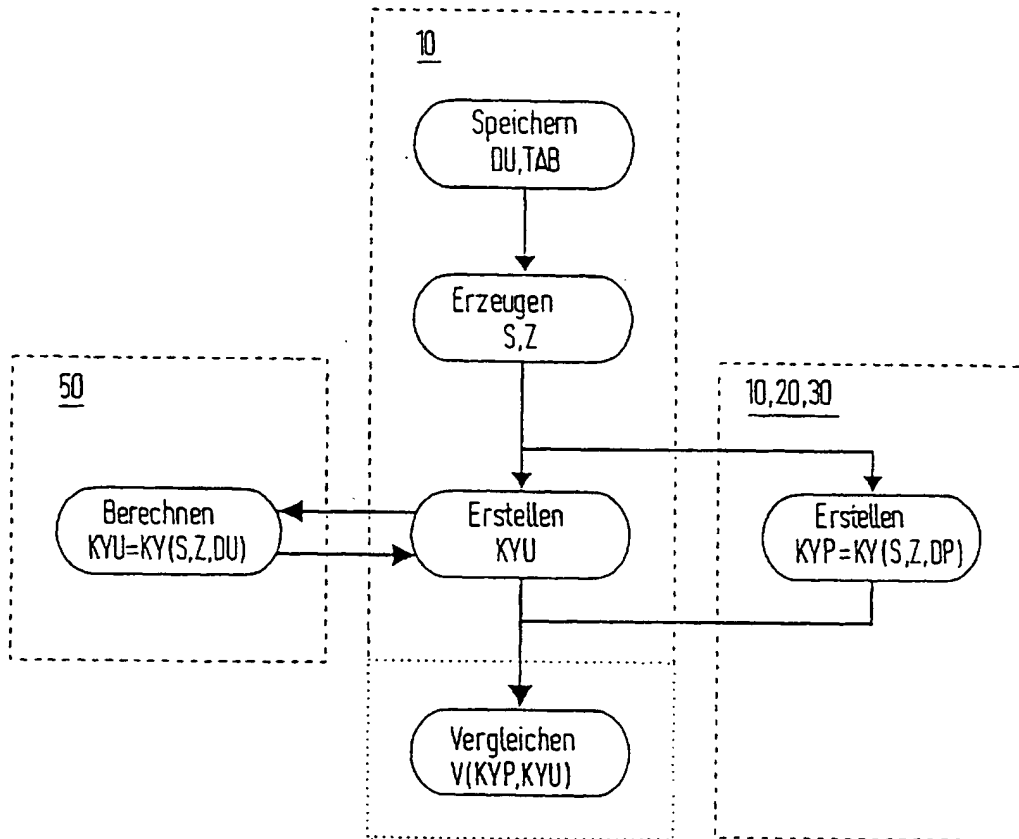 10
Speichern
DU,TAB
Erzeugen
S,Z
50
10,20,30
Berechnen
KYU=KY(S,Z,DU)
Erstellen
KYU
Erstellen
KYP=KY(S,Z,DP)
Vergleichen
V(KYP,KYU)